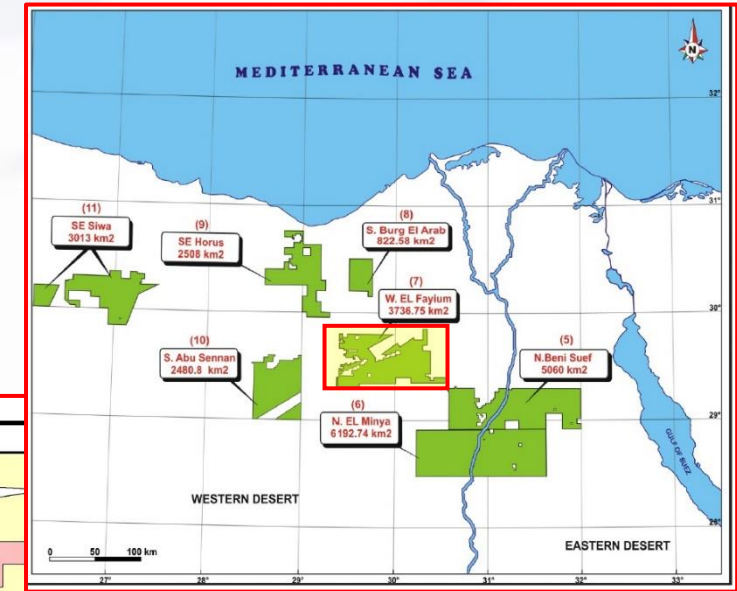 MEDITERRANEAN SEA
N
32°
31°
30°
29°
28°
(11)
SE Siwa
3013 km2
(9)
SE Horus
2508 km2
(8)
S. Burg El Arab
822.58 km2
(7)
W. EL Fayium
3736.75 km2
(10)
S. Abu Sennan
2480.8 km2
(5)
N.Beni Suef
5060 km2
(6)
N. EL Minya
6192.74 km2
GULF OF SUEZ
WESTERN DESERT
EASTERN DESERT
0 50 100 km
27° 28° 29° 30° 31° 32° 33°